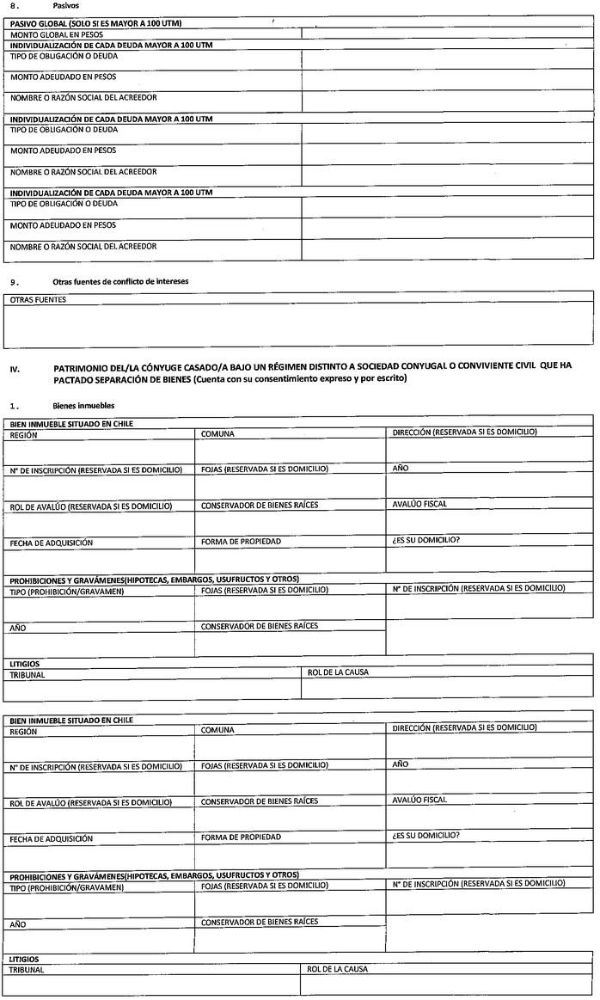 8. Pasivos
PASIVO GLOBAL (SOLO SI ES MAYOR A 100 UTM)
MONTO GLOBAL EN PESOS
INDIVIDUALIZACIÓN DE CADA DEUDA MAYOR A 100 UTM
TIPO DE OBLIGACIÓN O DEUDA
MONTO ADEUDADO EN PESOS
NOMBRE O RAZÓN SOCIAL DEL ACREEDOR
INDIVIDUALIZACIÓN DE CADA DEUDA MAYOR A 100 UTM
TIPO DE OBLIGACIÓN O DEUDA
MONTO ADEUDADO EN PESOS
NOMBRE O RAZÓN SOCIAL DEL ACREEDOR
INDIVIDUALIZACIÓN DE CADA DEUDA MAYOR A 100 UTM
TIPO DE OBLIGACIÓN O DEUDA
MONTO ADEUDADO EN PESOS
NOMBRE O RAZÓN SOCIAL DEL ACREEDOR
9. Otras fuentes de conflicto de intereses
OTRAS FUENTES
IV. PATRIMONIO DEL/LA CÓNYUGE CASADO/A BAJO UN RÉGIMEN DISTINTO A SOCIEDAD CONYUGAL O CONVIVIENTE CIVIL QUE HA
PACTADO SEPARACIÓN DE BIENES (Cuenta con su consentimiento expreso y por escrito)
1. Bienes inmuebles
BIEN INMUEBLE SITUADO EN CHILE
REGIÓN COMUNA DIRECCIÓN (RESERVADA SI ES DOMICILIO)
N° DE INSCRIPCIÓN (RESERVADA SI ES DOMICILIO) FOJAS (RESERVADA SI ES DOMICILIO) AÑO
ROL DE AVALÚO (RESERVADA SI ES DOMICILIO) CONSERVADOR DE BIENES RAÍCES AVALÚO FISCAL
FECHA DE ADQUISICIÓN FORMA DE PROPIEDAD ¿ES SU DOMICILIO?
PROHIBICIONES Y GRAVÁMENES(HIPOTECAS, EMBARGOS, USUFRUCTOS Y OTROS)
TIPO (PROHIBICIÓN/GRAVAMEN) FOJAS (RESERVADA SI ES DOMICILIO) N° DE INSCRIPCIÓN (RESERVADA SI ES DOMICILIO)
AÑO CONSERVADOR DE BIENES RAÍCES
LITIGIOS
TRIBUNAL ROL DE LA CAUSA
BIEN INMUEBLE SITUADO EN CHILE
REGIÓN COMUNA DIRECCIÓN (RESERVADA SI ES DOMICILIO)
N° DE INSCRIPCIÓN (RESERVADA SI ES DOMICILIO) FOJAS (RESERVADA SI ES DOMICILIO) AÑO
ROL DE AVALÚO (RESERVADA SI ES DOMICILIO) CONSERVADOR DE BIENES RAÍCES AVALÚO FISCAL
FECHA DE ADQUISICIÓN FORMA DE PROPIEDAD ¿ES SU DOMICILIO?
PROHIBICIONES Y GRAVÁMENES(HIPOTECAS, EMBARGOS, USUFRUCTOS Y OTROS)
TIPO (PROHIBICIÓN/GRAVAMEN) FOJAS (RESERVADA SI ES DOMICILIO) N° DE INSCRIPCIÓN (RESERVADA SI ES DOMICILIO)
AÑO CONSERVADOR DE BIENES RAÍCES
LITIGIOS
TRIBUNAL ROL DE LA CAUSA